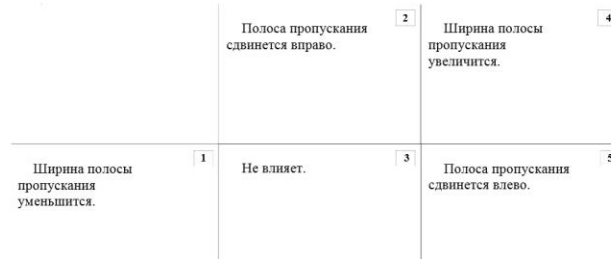 2
Полоса пропускания
сдвинется вправо.
4
Ширина полосы
пропускания
увеличится.
1
Ширина полосы
пропускания
уменьшится.
3
Не влияет.
5
Полоса пропускания
сдвинется влево.